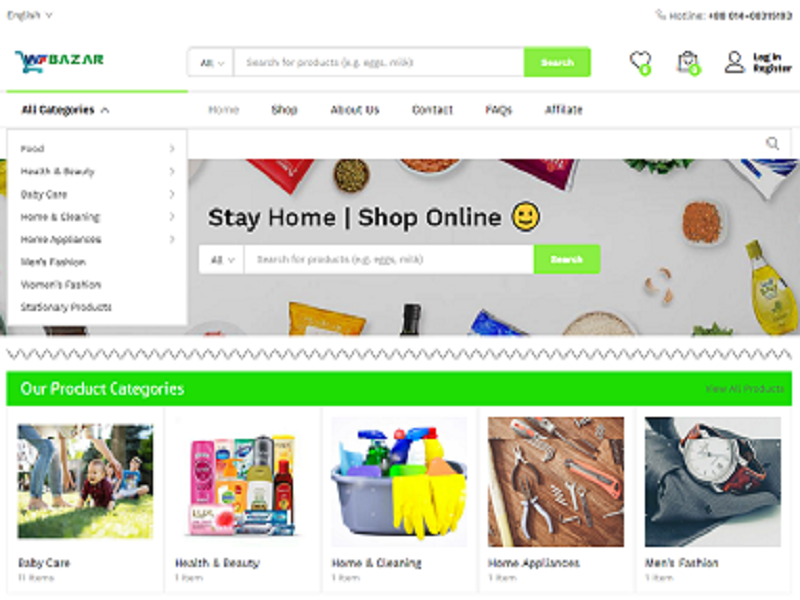 English
Hotline: +88 014-08315183
WFBAZAR
All
Search for products (e.g. eggs, milk)
Search
0
0
Log in
Register
All Categories
Home
Shop
About Us
Contact
FAQs
Affilate
Food
Health & Beauty
Baby Care
Home & Cleaning
Home Appliances
Men's Fashion
Women's Fashion
Stationary Products
Stay Home | Shop Online
All
Search for products (e.g. eggs, milk)
Search
Our Product Categories
View All Products
Baby Care
11 Items
Health & Beauty
1 Item
Home & Cleaning
1 Item
Home Appliances
1 Item
Men's Fashion
1 Item